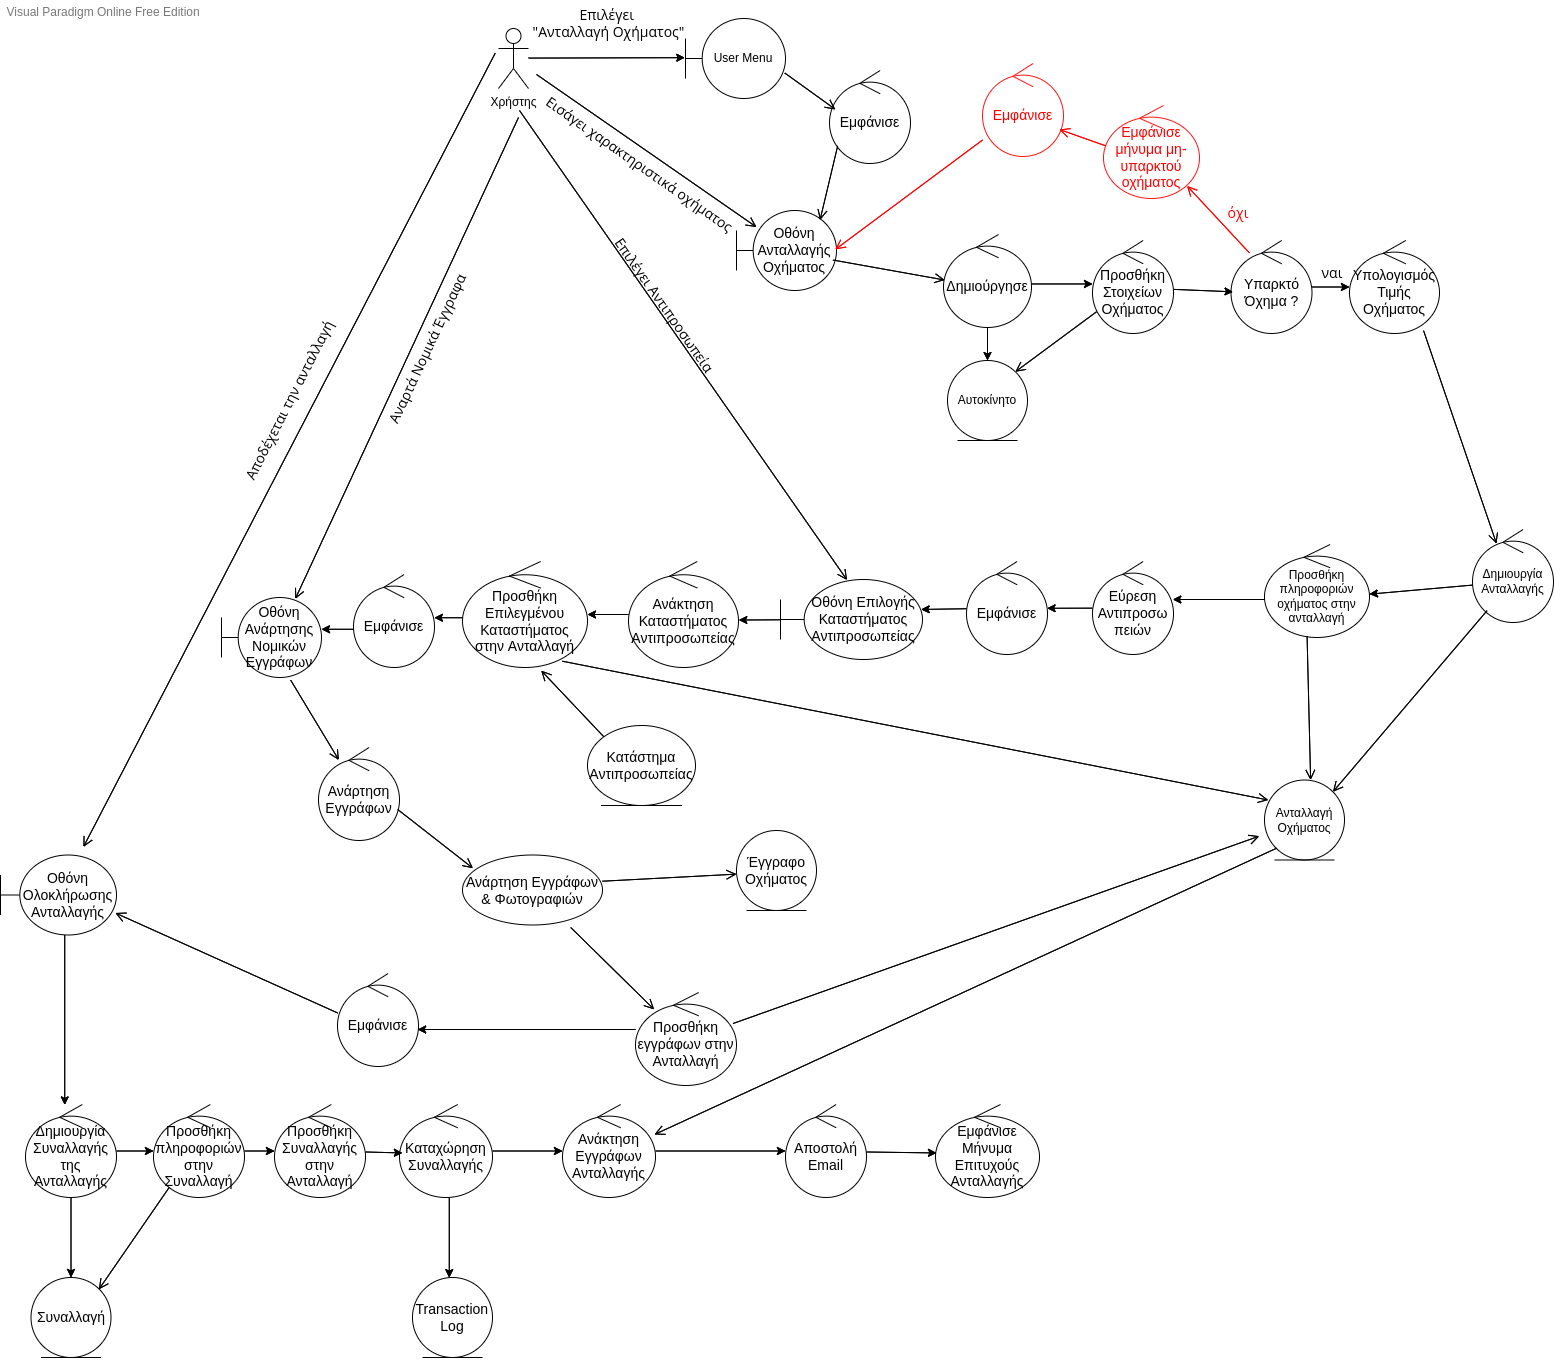 Visual Paradigm Online Free Edition
Επιλέγει
"Ανταλλαγή Οχήματος"
User Menu
Χρήστης
Εμφάνισε
Εμφάνισε
Εμφάνισε
μήνυμα μη-
υπαρκτού
οχήματος
Εισάγει χαρακτηριστικά οχήματος
όχι
Οθόνη
Ανταλλαγής
Οχήματος
Δημιούργησε
Προσθήκη
Στοιχείων
Οχήματος
Υπαρκτό
Όχημα ?
ναι
Υπολογισμός
Τιμής
Οχήματος
Επιλέγει Αντιπροσωπεία
Αναρτά Νομικά Έγγραφα
Αποδέχεται την ανταλλαγή
Αυτοκίνητο
Δημιουργία
Ανταλλαγής
Προσθήκη
πληροφοριών
οχήματος στην
ανταλλαγή
Εύρεση
Αντιπροσω
πειών
Εμφάνισε
Οθόνη Επιλογής
Καταστήματος
Αντιπροσωπείας
Ανάκτηση
Καταστήματος
Αντιπροσωπείας
Προσθήκη
Επιλεγμένου
Καταστήματος
στην Ανταλλαγή
Εμφάνισε
Οθόνη
Ανάρτησης
Νομικών
Εγγράφων
Κατάστημα
Αντιπροσωπείας
Ανάρτηση
Εγγράφων
Ανταλλαγή
Οχήματος
Ανάρτηση Εγγράφων
& Φωτογραφιών
Έγγραφο
Οχήματος
Οθόνη
Ολοκλήρωσης
Ανταλλαγής
Εμφάνισε
Προσθήκη
εγγράφων στην
Ανταλλαγή
Δημιουργία
Συναλλαγής
της
Ανταλλαγής
Προσθήκη
πληροφοριών
στην
Συναλλαγή
Προσθήκη
Συναλλαγής
στην
Ανταλλαγή
Καταχώρηση
Συναλλαγής
Ανάκτηση
Εγγράφων
Ανταλλαγής
Αποστολή
Email
Εμφάνισε
Μήνυμα
Επιτυχούς
Ανταλλαγής
Συναλλαγή
Transaction
Log